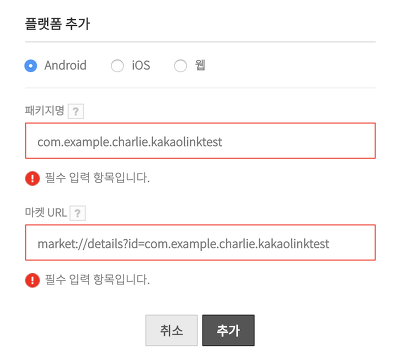 플랫폼 추가
Android iOS 웹
패키지명 ?
com.example.charlie.kakaolinktest
! 필수 입력 항목입니다.
마켓 URL ?
market://details?id=com.example.charlie.kakaolinktest
! 필수 입력 항목입니다.
취소 추가